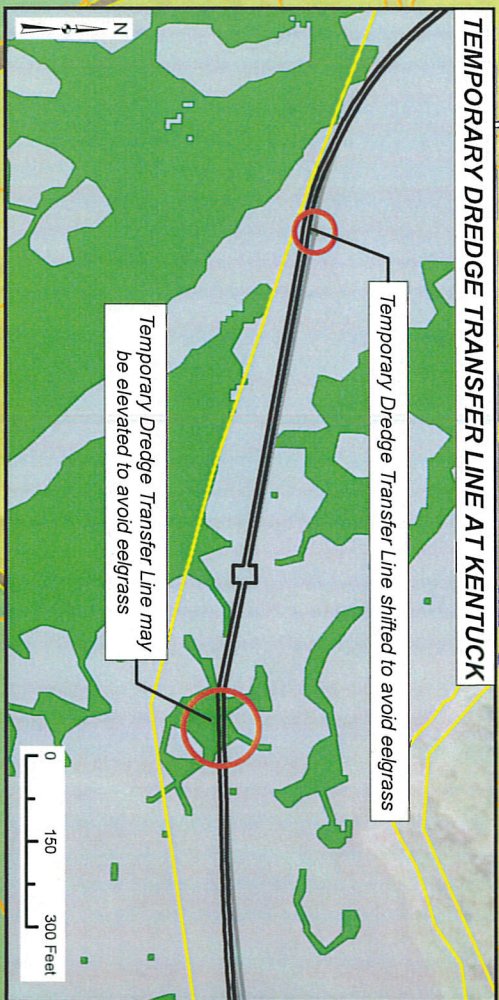 TEMPORARY DREDGE TRANSFER LINE AT KENTUCK
Temporary Dredge Transfer Line shifted to avoid eelgrass
Temporary Dredge Transfer Line may
be elevated to avoid eelgrass
N
0 150 300 Feet